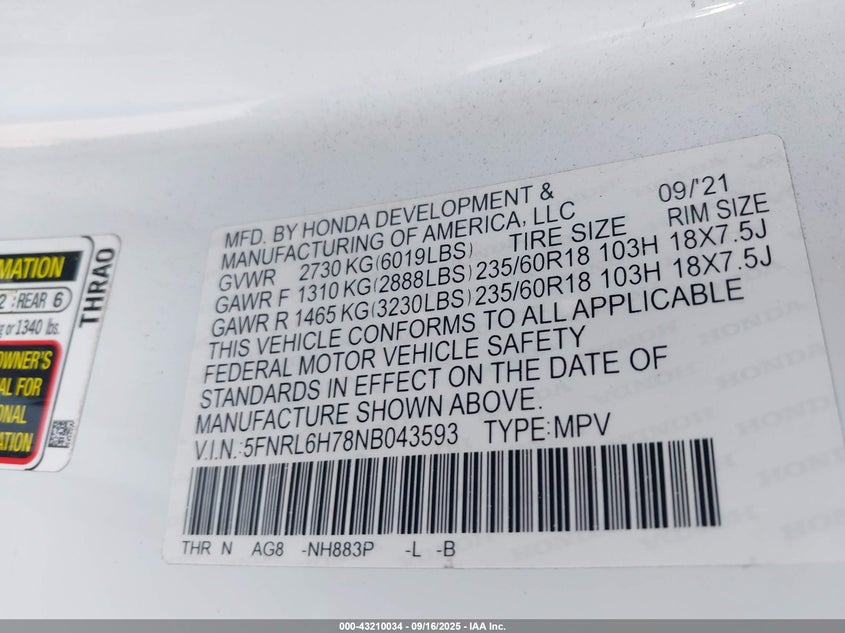 MFD. BY HONDA DEVELOPMENT & 09/'21
MANUFACTURING OF AMERICA, LLC RIM SIZE
GVWR 2730 KG(6019LBS) TIRE SIZE
GAWR F 1310 KG(2888LBS) 235/60R18 103H 18X7.5J
GAWR R 1465 KG(3230LBS) 235/60R18 103H 18X7.5J
THIS VEHICLE CONFORMS TO ALL APPLICABLE
FEDERAL MOTOR VEHICLE SAFETY
STANDARDS IN EFFECT ON THE DATE OF
MANUFACTURE SHOWN ABOVE.
V.I.N.:5FNRL6H78NB043593 TYPE:MPV
THR N AG8 -NH883P -L -B
MATION
2 :REAR 6
or 1340 lbs.
OWNER'S
AL FOR
ONAL
ATION
THRA0
HONDA
000-43210034 - 09/16/2025 - IAA Inc.